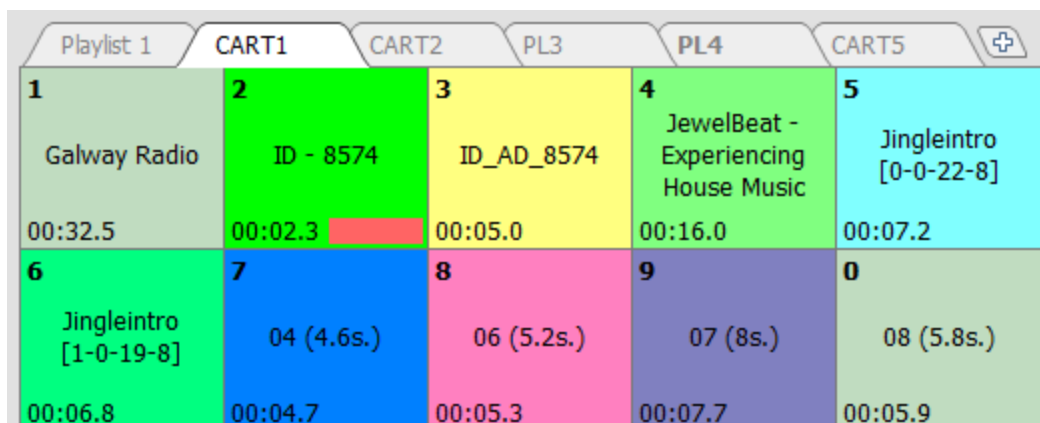 Playlist 1 CART1 CART2 PL3 PL4 CART5
1 2 3 4 5
Galway Radio
ID - 8574
ID_AD_8574
JewelBeat -
Experiencing
House Music
Jingleintro
[0-0-22-8]
00:32.5 00:02.3 00:05.0 00:16.0 00:07.2
6 7 8 9 0
Jingleintro
[1-0-19-8]
04 (4.6s.)
06 (5.2s.)
07 (8s.)
08 (5.8s.)
00:06.8 00:04.7 00:05.3 00:07.7 00:05.9